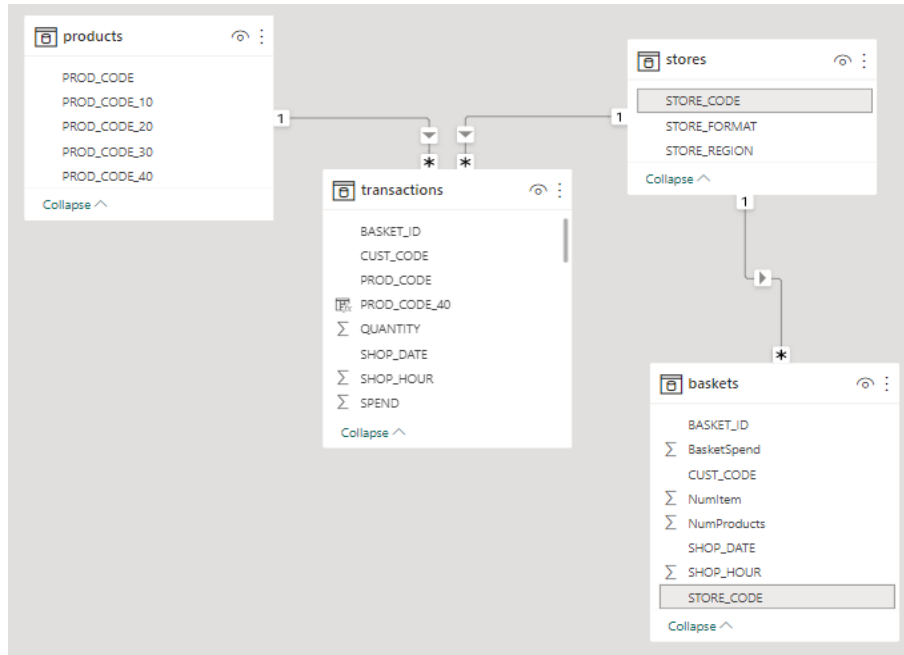 products
PROD_CODE
PROD_CODE_10
PROD_CODE_20
PROD_CODE_30
PROD_CODE_40
Collapse
1
*
stores
STORE_CODE
STORE_FORMAT
STORE_REGION
Collapse
1
*
1
*
transactions
BASKET_ID
CUST_CODE
PROD_CODE
PROD_CODE_40
∑ QUANTITY
SHOP_DATE
∑ SHOP_HOUR
∑ SPEND
Collapse
baskets
BASKET_ID
∑ BasketSpend
CUST_CODE
∑ NumItem
∑ NumProducts
SHOP_DATE
∑ SHOP_HOUR
STORE_CODE
Collapse